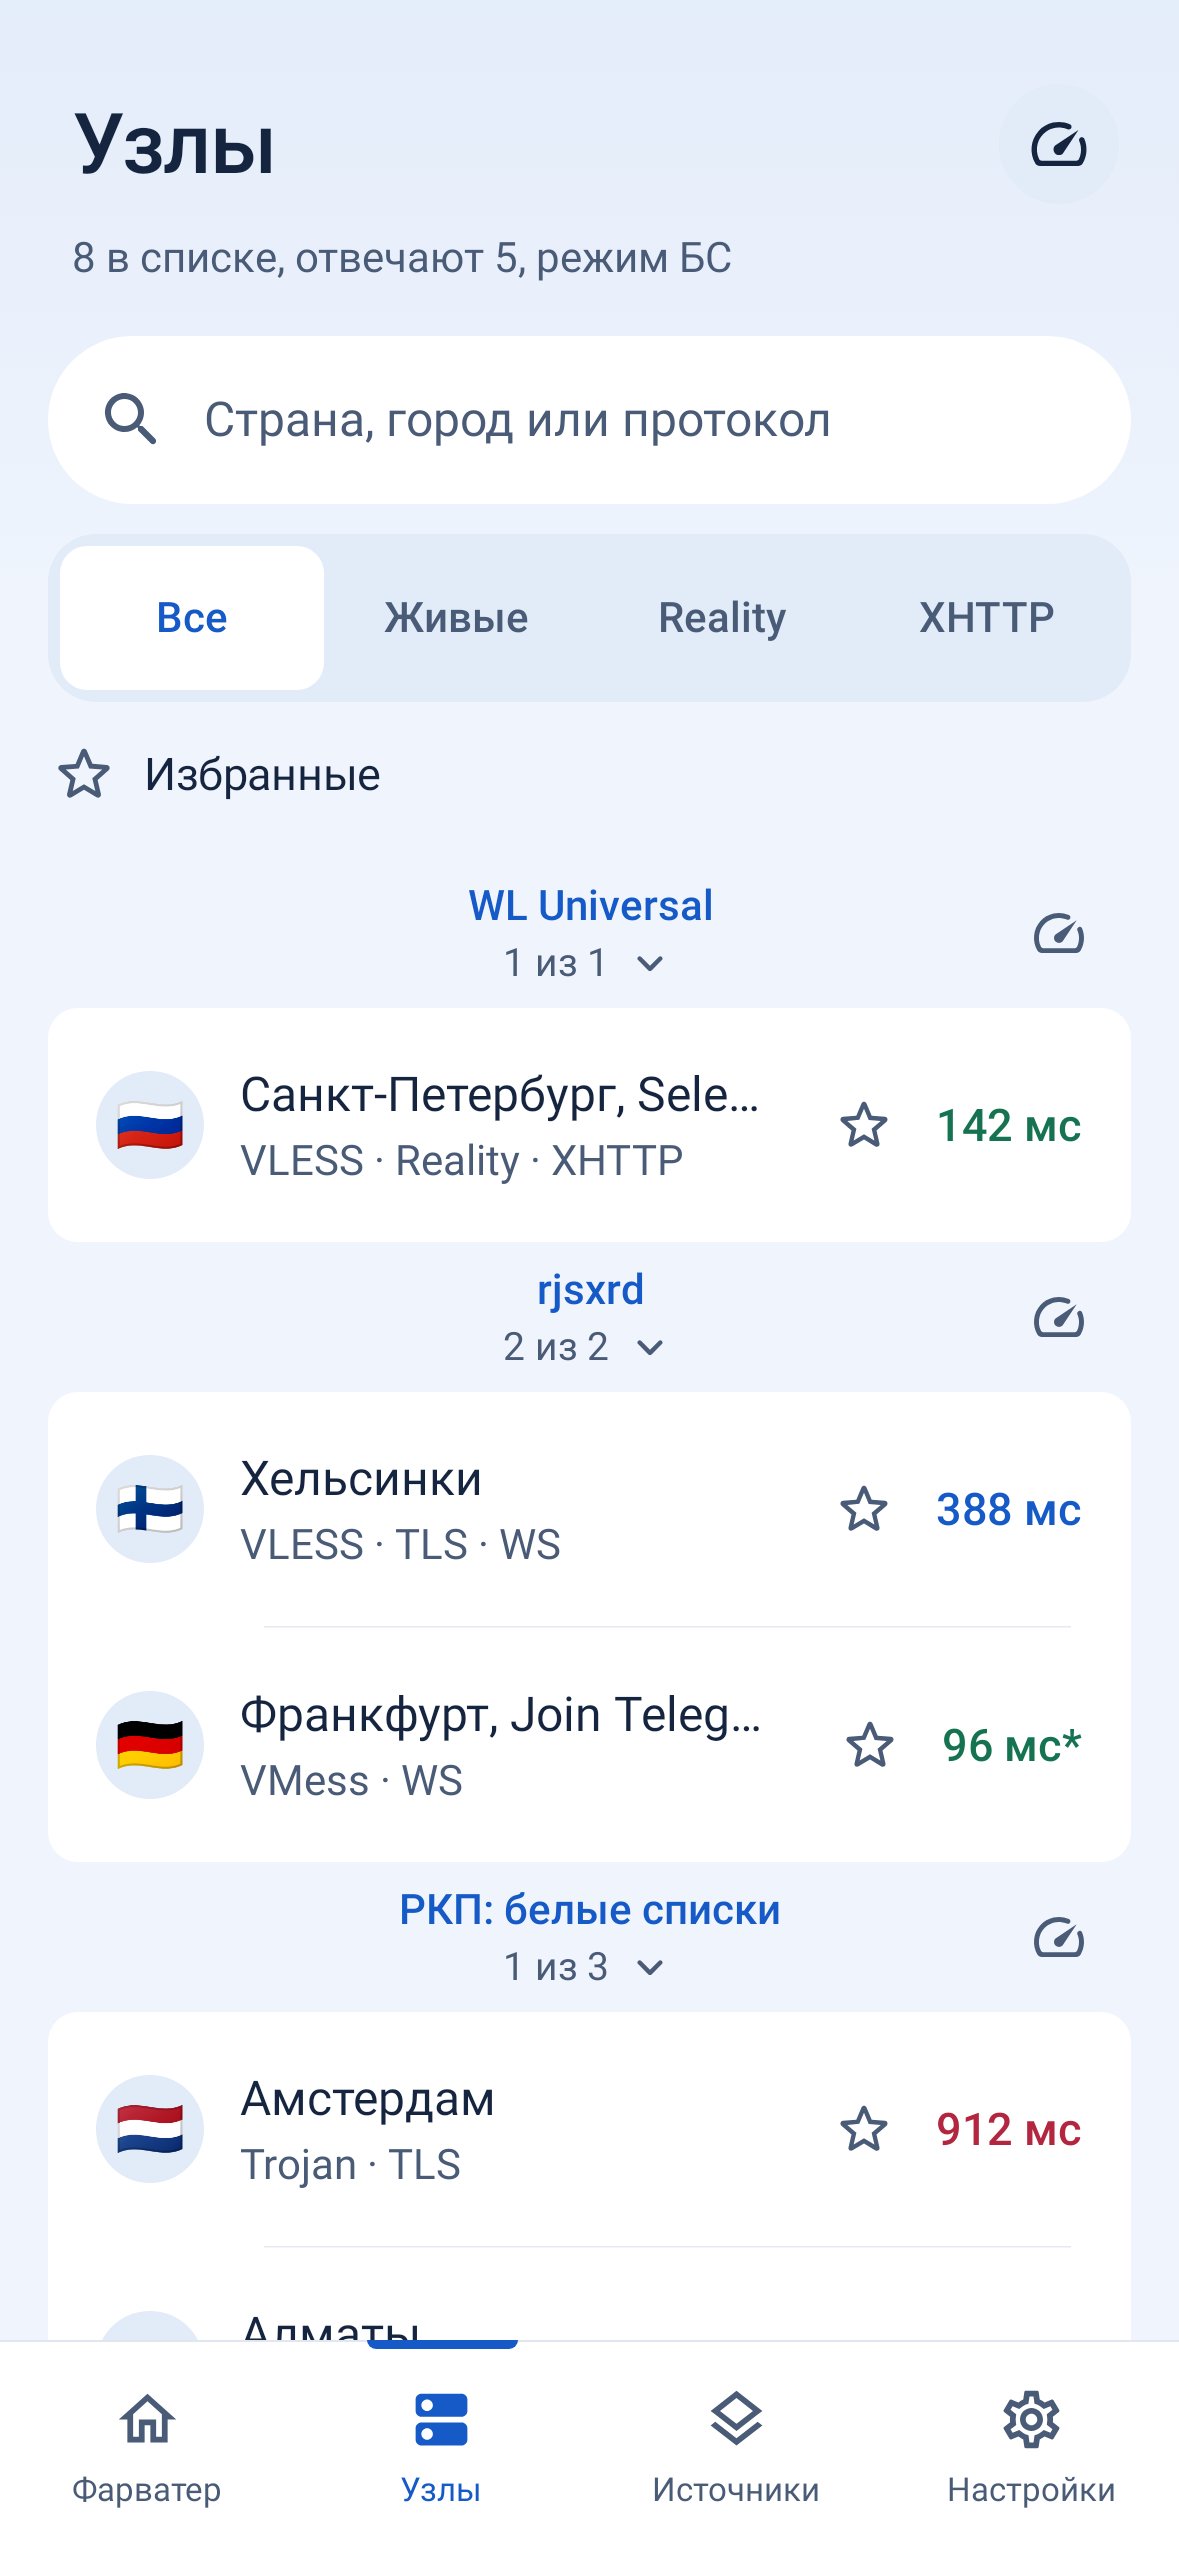 Узлы
8 в списке, отвечают 5, режим БС
Страна, город или протокол
Все Живые Reality XHTTP
Избранные
WL Universal
1 из 1
Санкт-Петербург, Sele…
VLESS · Reality · XHTTP
142 мс
rjsxrd
2 из 2
Хельсинки
VLESS · TLS · WS
388 мс
Франкфурт, Join Teleg…
VMess · WS
96 мс*
РКП: белые списки
1 из 3
Амстердам
Trojan · TLS
912 мс
Алматы
Фарватер Узлы Источники Настройки